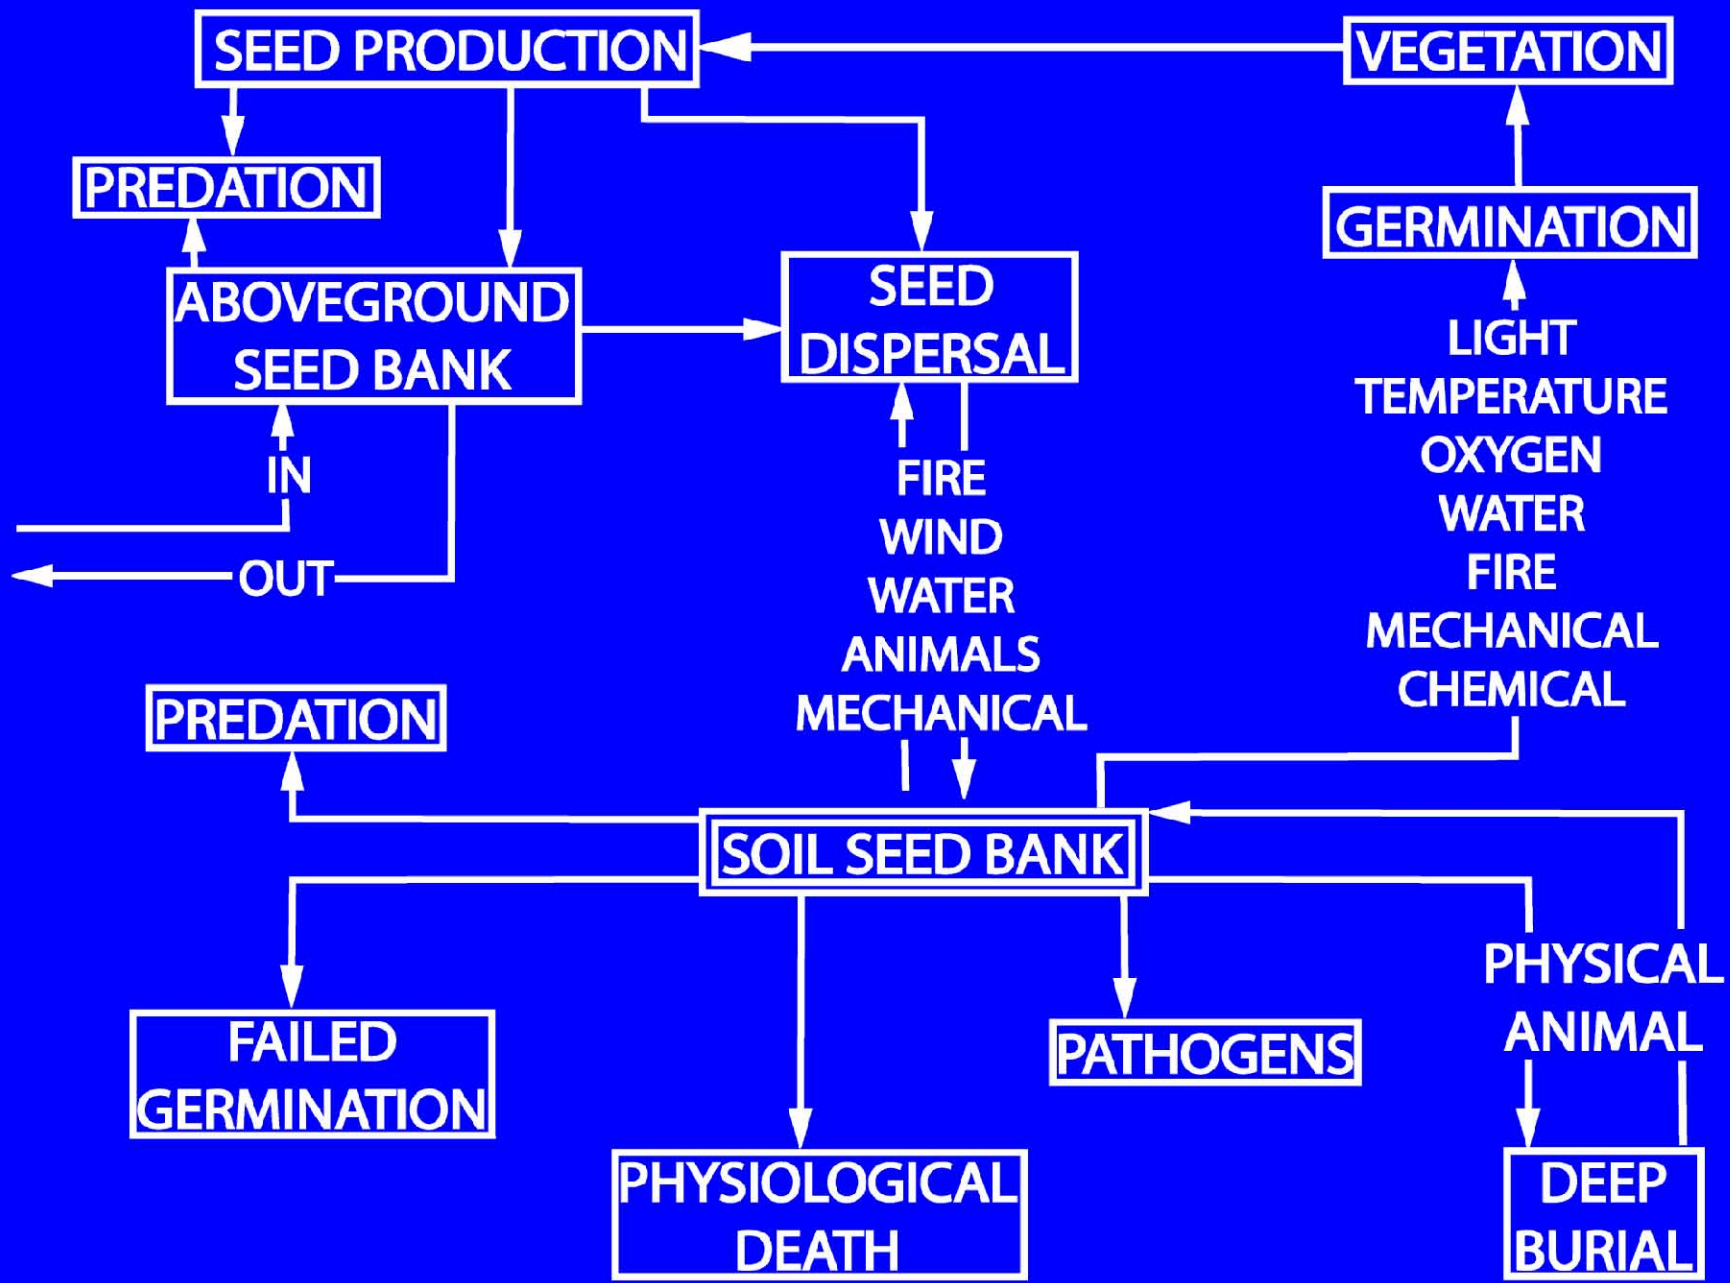 SEED PRODUCTION
VEGETATION
PREDATION
GERMINATION
ABOVEGROUND
SEED BANK
SEED
DISPERSAL
IN
OUT
FIRE
WIND
WATER
ANIMALS
MECHANICAL
LIGHT
TEMPERATURE
OXYGEN
WATER
FIRE
MECHANICAL
CHEMICAL
PREDATION
SOIL SEED BANK
FAILED
GERMINATION
PHYSIOLOGICAL
DEATH
PATHOGENS
PHYSICAL
ANIMAL
DEEP
BURIAL